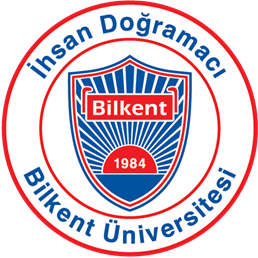 İhsan Doğramacı
Bilkent
1984
Bilkent Üniversitesi